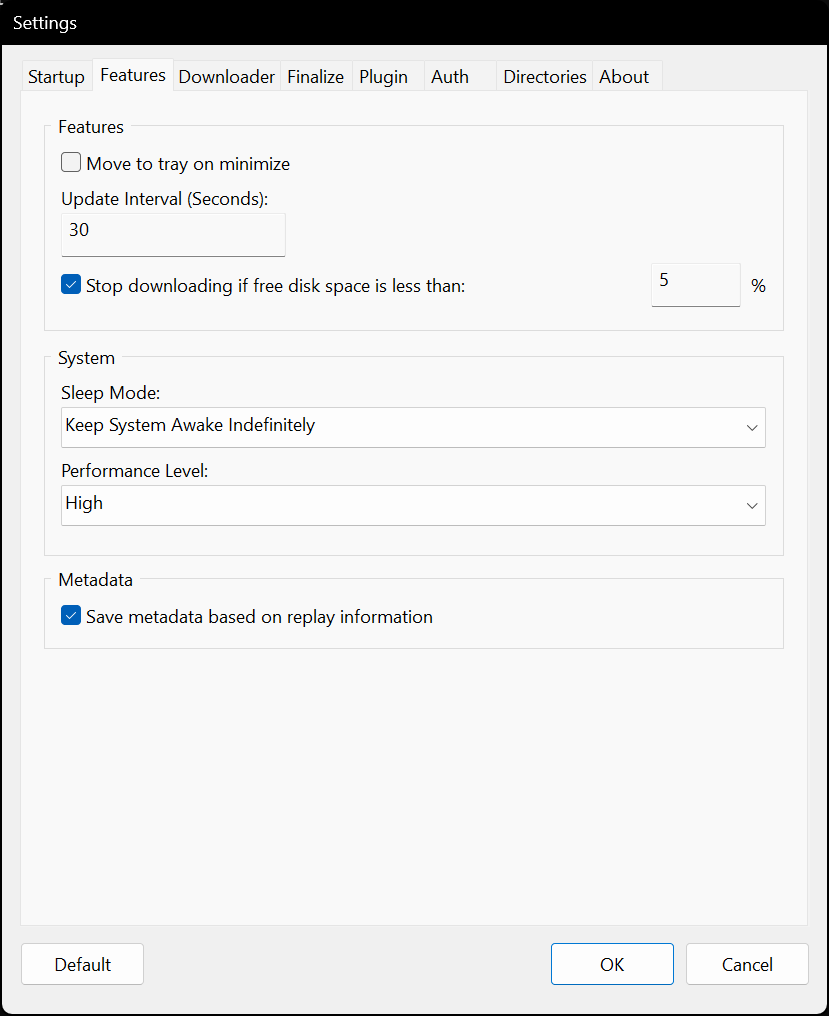 Settings
Startup Features Downloader Finalize Plugin Auth Directories About
Features
Move to tray on minimize
Update Interval (Seconds):
30
Stop downloading if free disk space is less than: 5 %
System
Sleep Mode:
Keep System Awake Indefinitely
Performance Level:
High
Metadata
Save metadata based on replay information
Default OK Cancel